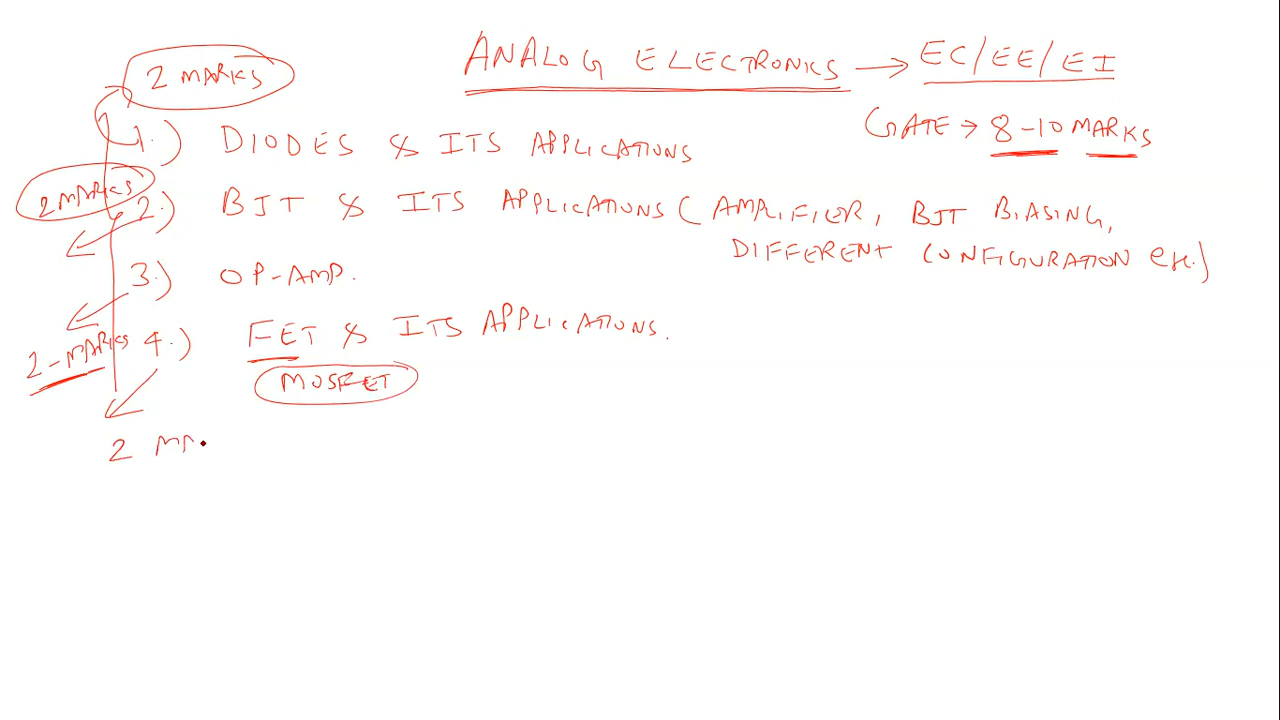 ANALOG ELECTRONICS → EC/EE/EI
GATE → 8-10 MARKS
2 MARKS
1.) DIODES & ITS APPLICATIONS
2 MARKS
2.) BJT & ITS APPLICATIONS ( AMPLIFIER, BJT BIASING,
DIFFERENT CONFIGURATION etc.)
3.) OP-AMP.
2-MARKS
4.) FET & ITS APPLICATIONS.
MOSFET
2